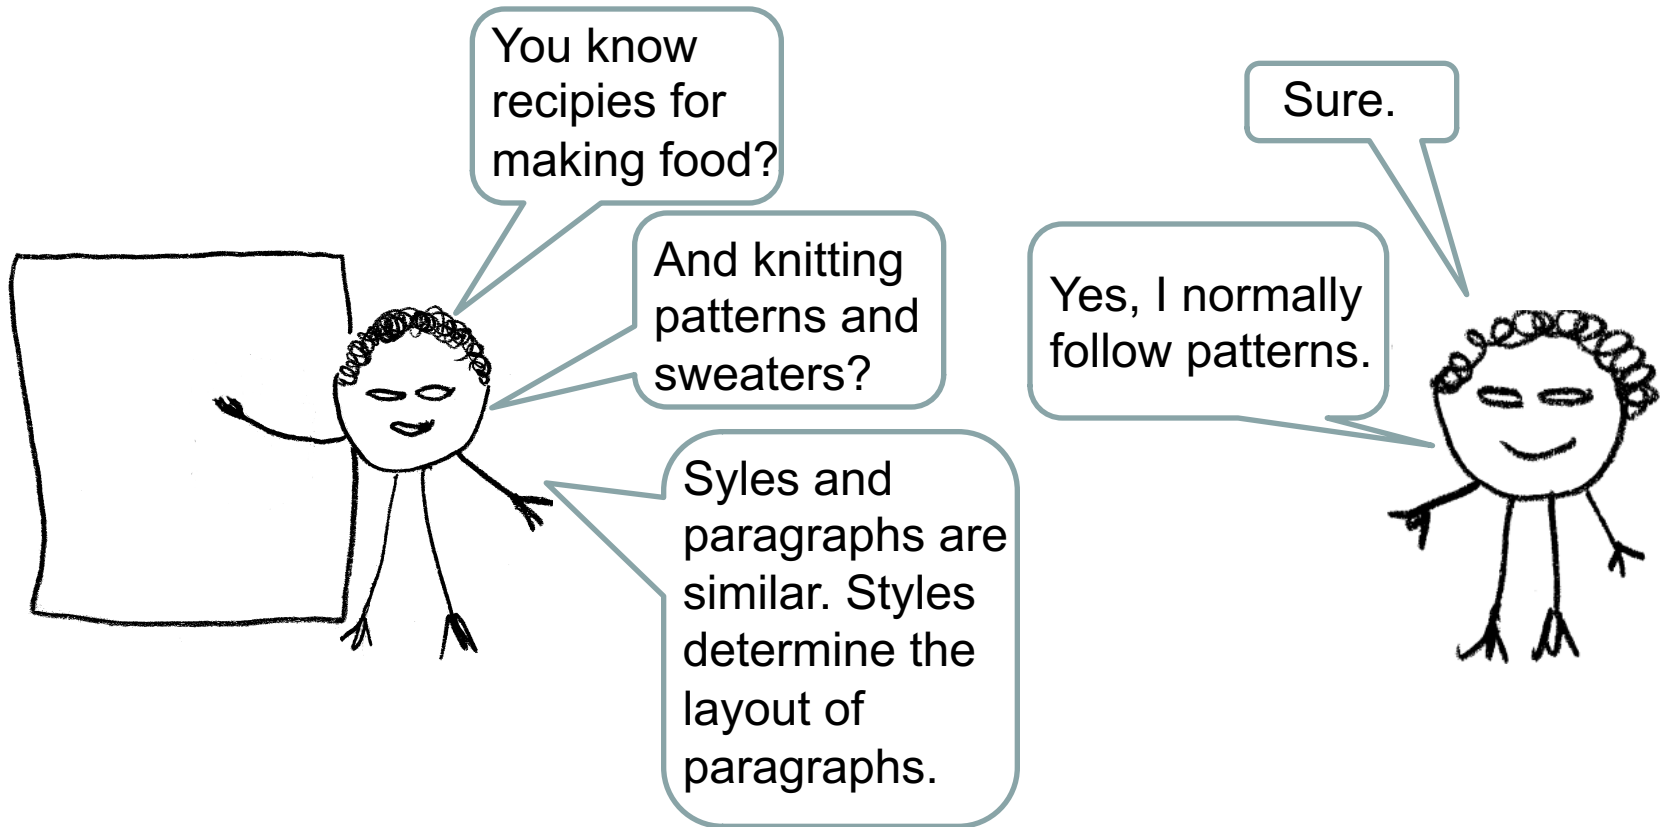 You know
recipies for
making food?
Sure.
And knitting
patterns and
sweaters?
Yes, I normally
follow patterns.
Syles and
paragraphs are
similar. Styles
determine the
layout of
paragraphs.